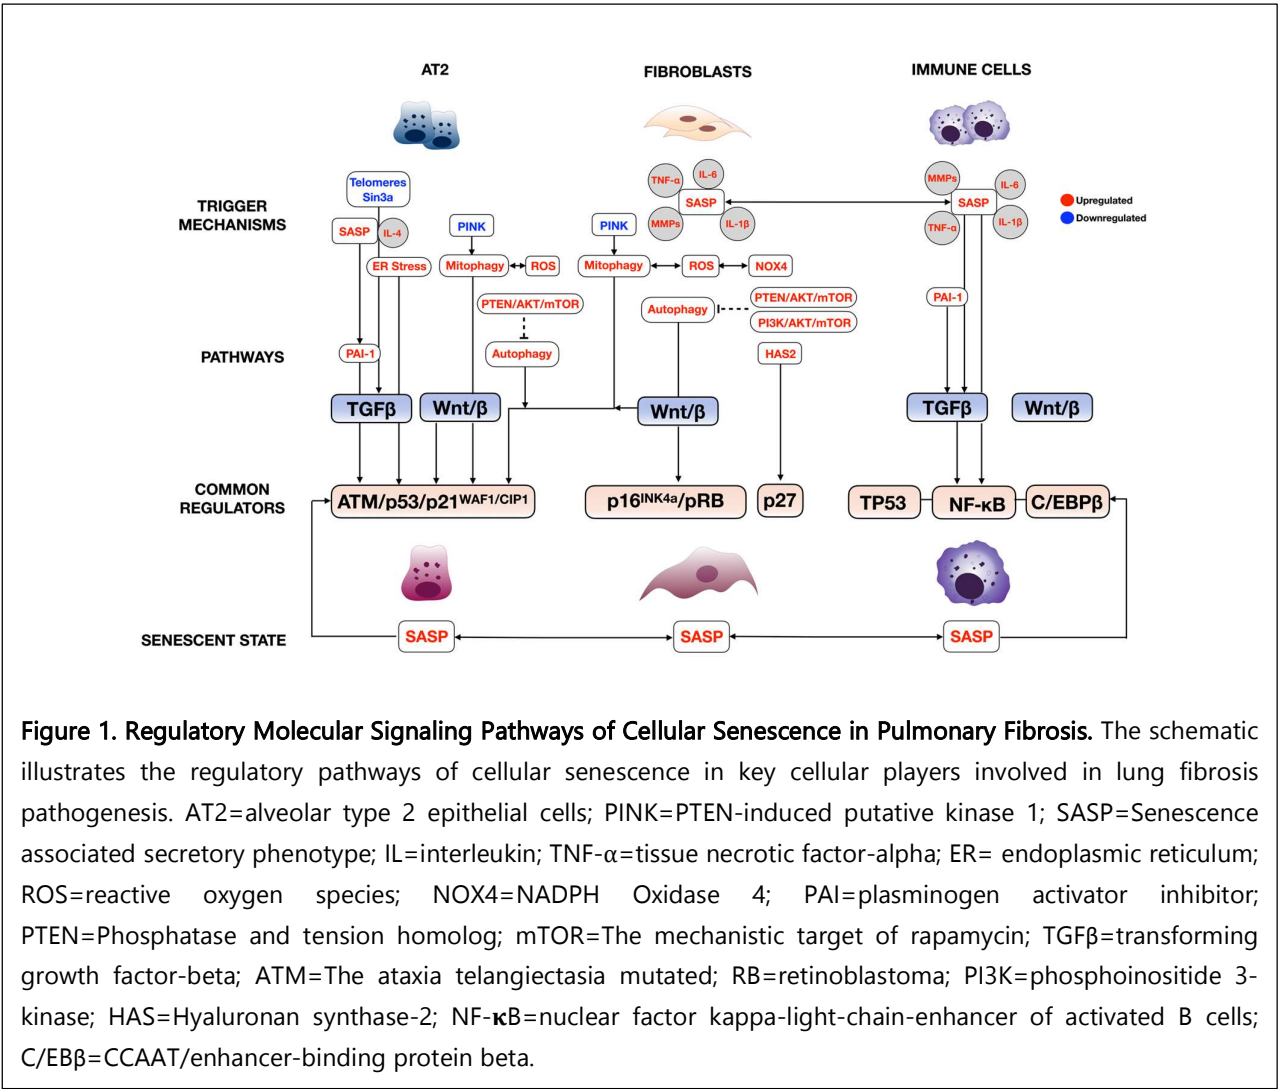 AT2
FIBROBLASTS
IMMUNE CELLS
TRIGGER
MECHANISMS
Telomeres
Sin3a
SASP
IL-4
ER Stress
PINK
Mitophagy
ROS
PTEN/AKT/mTOR
Autophagy
PINK
Mitophagy
ROS
NOX4
TNF-α
IL-6
SASP
MMPs
IL-1β
Autophagy
PTEN/AKT/mTOR
PI3K/AKT/mTOR
HAS2
MMPs
IL-6
SASP
TNF-α
IL-1β
PAI-1
Upregulated
Downregulated
PATHWAYS
PAI-1
TGFβ
Wnt/β
Wnt/β
TGFβ
Wnt/β
COMMON
REGULATORS
ATM/p53/p21WAF1/CIP1
p16INK4a/pRB
p27
TP53
NF-κB
C/EBPβ
SENESCENT STATE
SASP
SASP
SASP
Figure 1. Regulatory Molecular Signaling Pathways of Cellular Senescence in Pulmonary Fibrosis. The schematic
illustrates the regulatory pathways of cellular senescence in key cellular players involved in lung fibrosis
pathogenesis. AT2=alveolar type 2 epithelial cells; PINK=PTEN-induced putative kinase 1; SASP=Senescence
associated secretory phenotype; IL=interleukin; TNF-α=tissue necrotic factor-alpha; ER= endoplasmic reticulum;
ROS=reactive oxygen species; NOX4=NADPH Oxidase 4; PAI=plasminogen activator inhibitor;
PTEN=Phosphatase and tension homolog; mTOR=The mechanistic target of rapamycin; TGFβ=transforming
growth factor-beta; ATM=The ataxia telangiectasia mutated; RB=retinoblastoma; PI3K=phosphoinositide 3-
kinase; HAS=Hyaluronan synthase-2; NF-κB=nuclear factor kappa-light-chain-enhancer of activated B cells;
C/EBβ=CCAAT/enhancer-binding protein beta.